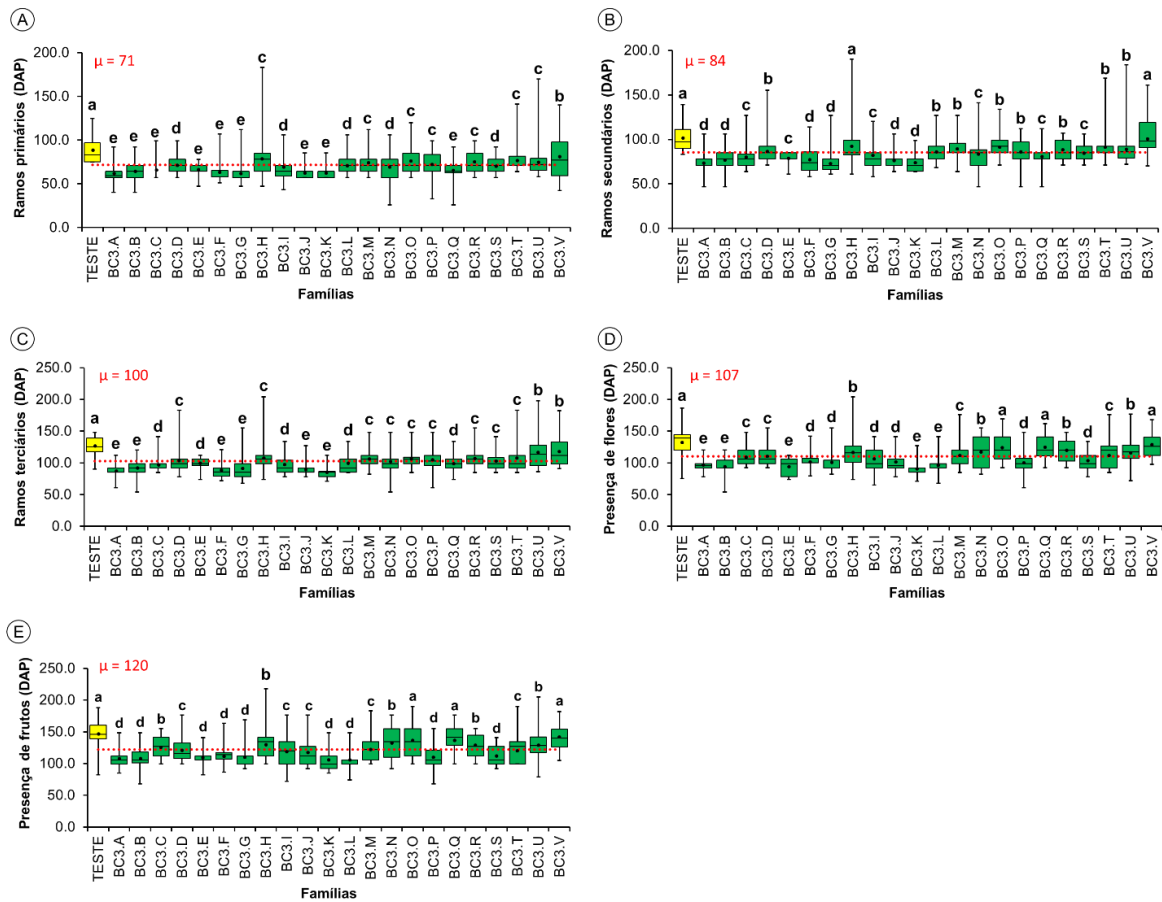 A
200.0
150.0
100.0
50.0
0.0
Ramos primários (DAP)
μ = 71
a e e e d e e e c d e e d c d c c e c d c c b
TESTE BC3.A BC3.B BC3.C BC3.D BC3.E BC3.F BC3.G BC3.H BC3.I BC3.J BC3.K BC3.L BC3.M BC3.N BC3.O BC3.P BC3.Q BC3.R BC3.S BC3.T BC3.U BC3.V
Famílias
B
200.0
150.0
100.0
50.0
0.0
Ramos secundários (DAP)
μ = 84
a d d c b c d d a c d d b b c b b c b c b b a
TESTE BC3.A BC3.B BC3.C BC3.D BC3.E BC3.F BC3.G BC3.H BC3.I BC3.J BC3.K BC3.L BC3.M BC3.N BC3.O BC3.P BC3.Q BC3.R BC3.S BC3.T BC3.U BC3.V
Famílias
C
250.0
200.0
150.0
100.0
50.0
0.0
Ramos terciários (DAP)
μ = 100
a e e d c d e e c d e e d c c c c d c c c b b
TESTE BC3.A BC3.B BC3.C BC3.D BC3.E BC3.F BC3.G BC3.H BC3.I BC3.J BC3.K BC3.L BC3.M BC3.N BC3.O BC3.P BC3.Q BC3.R BC3.S BC3.T BC3.U BC3.V
Famílias
D
250.0
200.0
150.0
100.0
50.0
0.0
Presença de flores (DAP)
μ = 107
a e e c c e d d b d d e e c b a d a b d c b a
TESTE BC3.A BC3.B BC3.C BC3.D BC3.E BC3.F BC3.G BC3.H BC3.I BC3.J BC3.K BC3.L BC3.M BC3.N BC3.O BC3.P BC3.Q BC3.R BC3.S BC3.T BC3.U BC3.V
Famílias
E
250.0
200.0
150.0
100.0
50.0
0.0
Presença de frutos (DAP)
μ = 120
a d d b c d d d b c c d d c b a d a b d c b a
TESTE BC3.A BC3.B BC3.C BC3.D BC3.E BC3.F BC3.G BC3.H BC3.I BC3.J BC3.K BC3.L BC3.M BC3.N BC3.O BC3.P BC3.Q BC3.R BC3.S BC3.T BC3.U BC3.V
Famílias